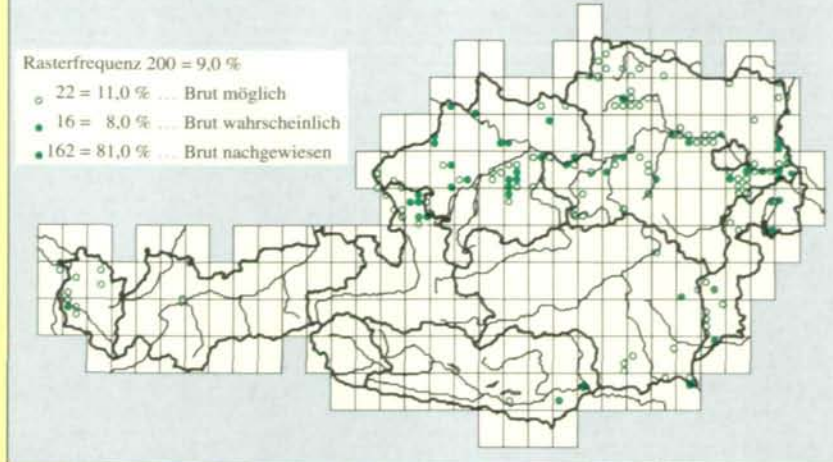 Rasterfrequenz 200 = 9,0 %
22 = 11,0 % ... Brut möglich
16 = 8,0 % ... Brut wahrscheinlich
162 = 81,0 % ... Brut nachgewiesen